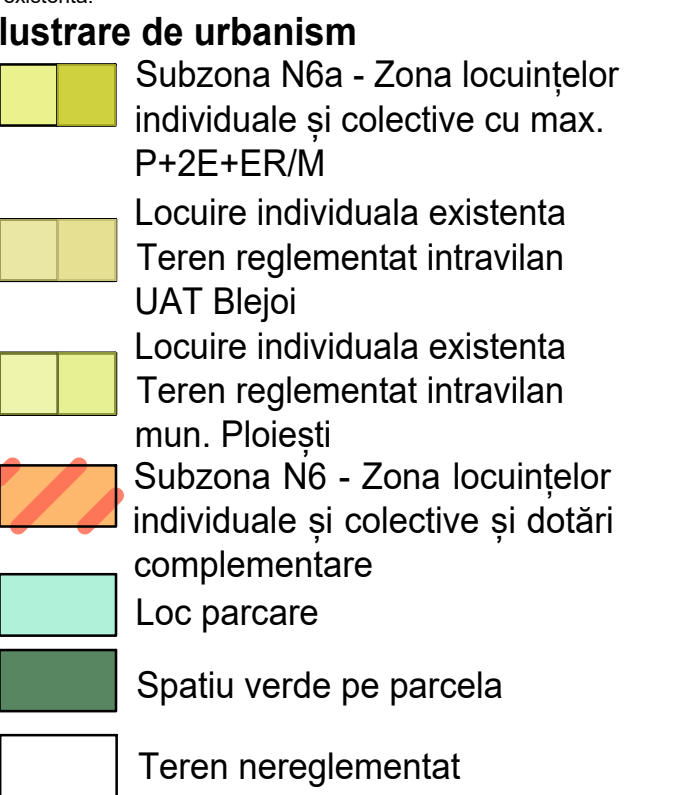 existenta.
lustrare de urbanism
Subzona N6a - Zona locuințelor
individuale și colective cu max.
P+2E+ER/M
Locuire individuala existenta
Teren reglementat intravilan
UAT Blejoi
Locuire individuala existenta
Teren reglementat intravilan
mun. Ploiești
Subzona N6 - Zona locuințelor
individuale și colective și dotări
complementare
Loc parcare
Spatiu verde pe parcela
Teren nereglementat